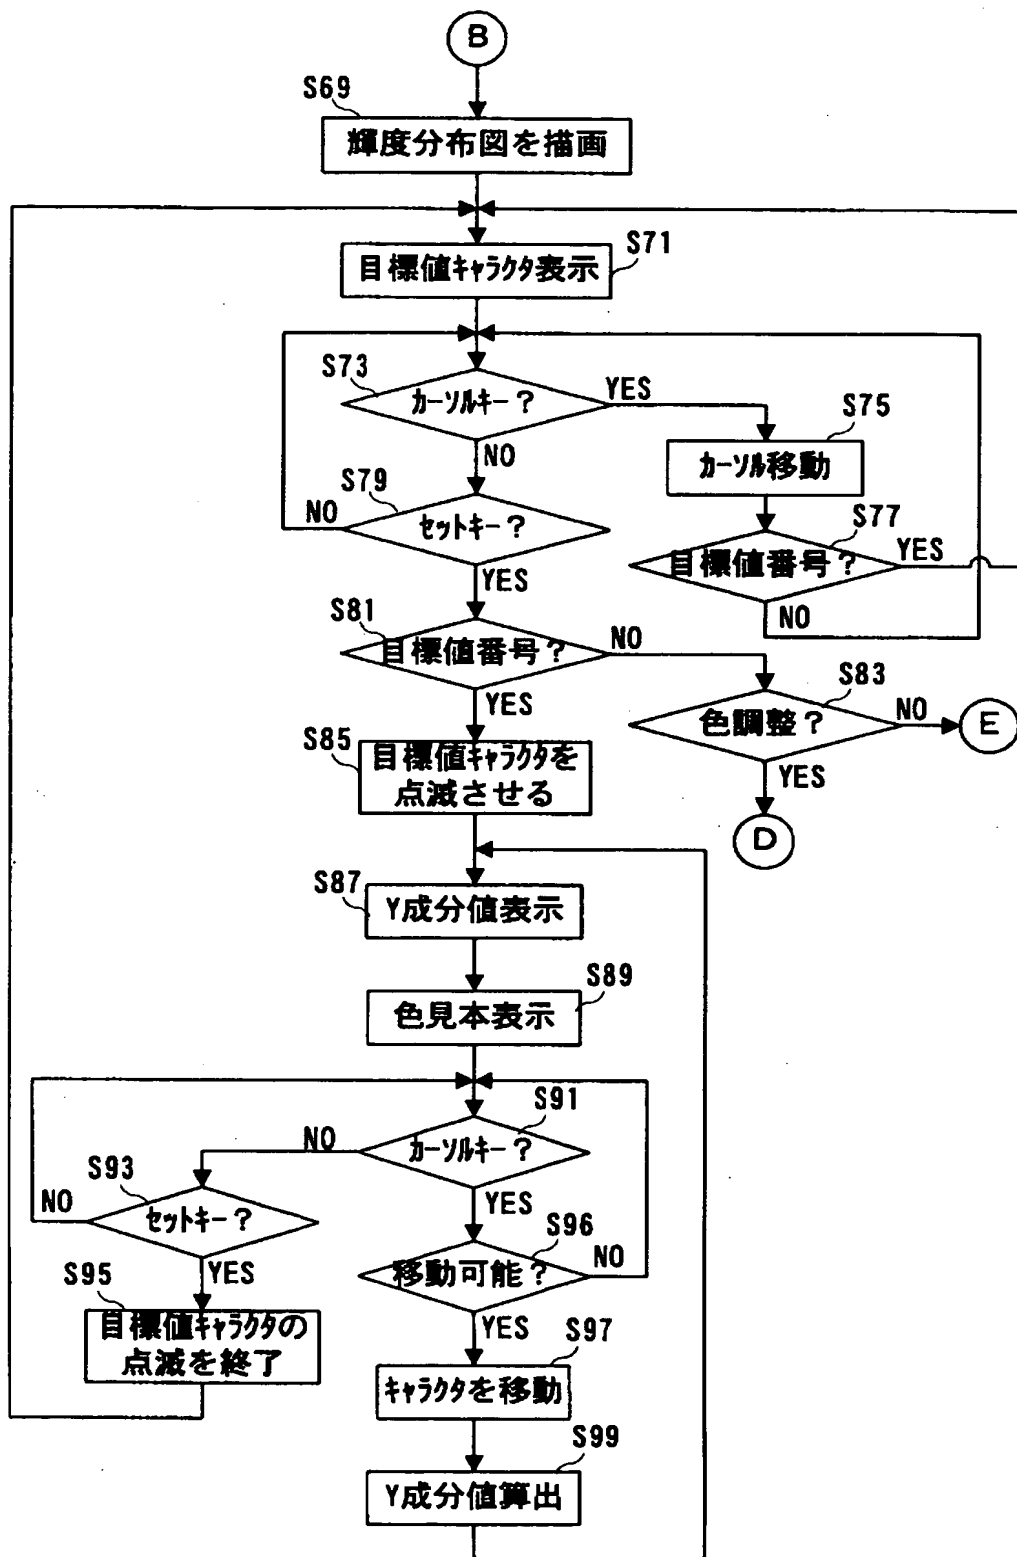 B
S69
輝度分布図を描画
S71
目標値キャラクタ表示
S73
カーソルキー？
YES
NO
S75
カーソル移動
S79
セットキー？
NO
YES
S77
目標値番号？
YES
NO
S81
目標値番号？
NO
YES
S83
色調整？
NO
E
YES
D
S85
目標値キャラクタを
点滅させる
S87
Y成分値表示
S89
色見本表示
S91
カーソルキー？
NO
YES
S93
セットキー？
NO
YES
S96
移動可能？
NO
YES
S95
目標値キャラクタの
点滅を終了
S97
キャラクタを移動
S99
Y成分値算出